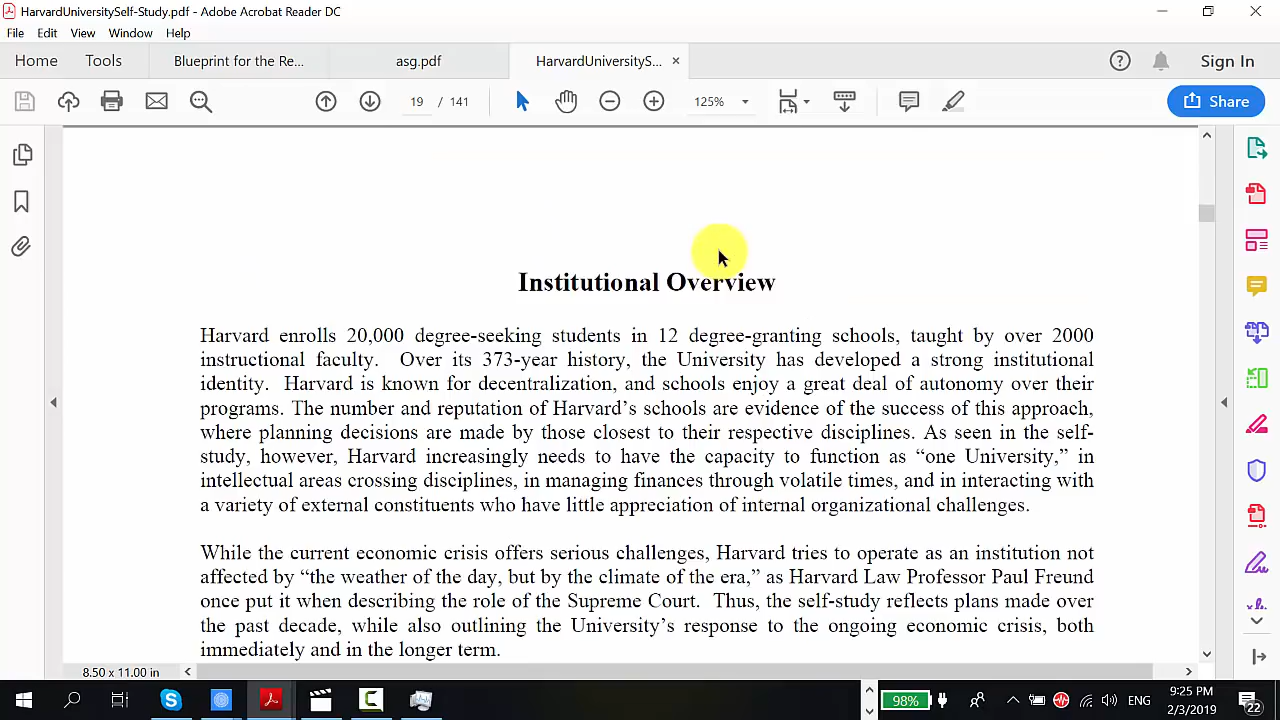 HarvardUniversitySelf-Study.pdf - Adobe Acrobat Reader DC
File Edit View Window Help
Home Tools Blueprint for the Re... asg.pdf HarvardUniversityS... × Sign In
19 / 141 125% Share
Institutional Overview
Harvard enrolls 20,000 degree-seeking students in 12 degree-granting schools, taught by over 2000
instructional faculty. Over its 373-year history, the University has developed a strong institutional
identity. Harvard is known for decentralization, and schools enjoy a great deal of autonomy over their
programs. The number and reputation of Harvard's schools are evidence of the success of this approach,
where planning decisions are made by those closest to their respective disciplines. As seen in the self-
study, however, Harvard increasingly needs to have the capacity to function as “one University,” in
intellectual areas crossing disciplines, in managing finances through volatile times, and in interacting with
a variety of external constituents who have little appreciation of internal organizational challenges.
While the current economic crisis offers serious challenges, Harvard tries to operate as an institution not
affected by “the weather of the day, but by the climate of the era,” as Harvard Law Professor Paul Freund
once put it when describing the role of the Supreme Court. Thus, the self-study reflects plans made over
the past decade, while also outlining the University's response to the ongoing economic crisis, both
immediately and in the longer term.
8.50 x 11.00 in
98% ENG 9:25 PM
2/3/2019 22